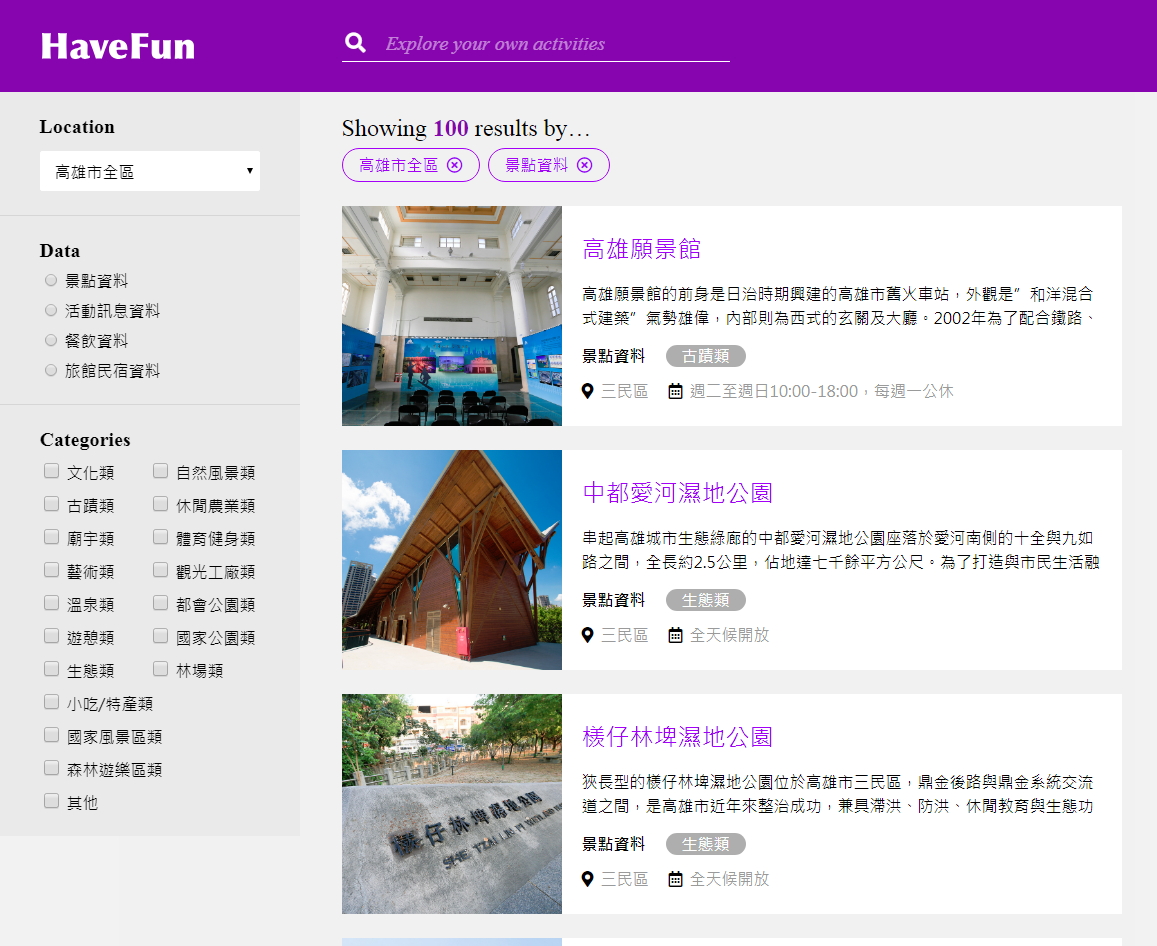 HaveFun
Explore your own activities
Location
高雄市全區
Data
景點資料
活動訊息資料
餐飲資料
旅館民宿資料
Categories
文化類 自然風景類
古蹟類 休閒農業類
廟宇類 體育健身類
藝術類 觀光工廠類
溫泉類 都會公園類
遊憩類 國家公園類
生態類 林場類
小吃/特產類
國家風景區類
森林遊樂區類
其他
Showing 100 results by…
高雄市全區 景點資料
高雄願景館
高雄願景館的前身是日治時期興建的高雄市舊火車站，外觀是”和洋混合
式建築”氣勢雄偉，內部則為西式的玄關及大廳。2002年為了配合鐵路、
景點資料 古蹟類
三民區 週二至週日10:00-18:00，每週一公休
中都愛河濕地公園
串起高雄城市生態綠廊的中都愛河濕地公園座落於愛河南側的十全與九如
路之間，全長約2.5公里，佔地達七千餘平方公尺。為了打造與市民生活融
景點資料 生態類
三民區 全天候開放
檨仔林埤濕地公園
狹長型的檨仔林埤濕地公園位於高雄市三民區，鼎金後路與鼎金系統交流
道之間，是高雄市近年來整治成功，兼具滯洪、防洪、休閒教育與生態功
景點資料 生態類
三民區 全天候開放
檨仔林埤濕地公園